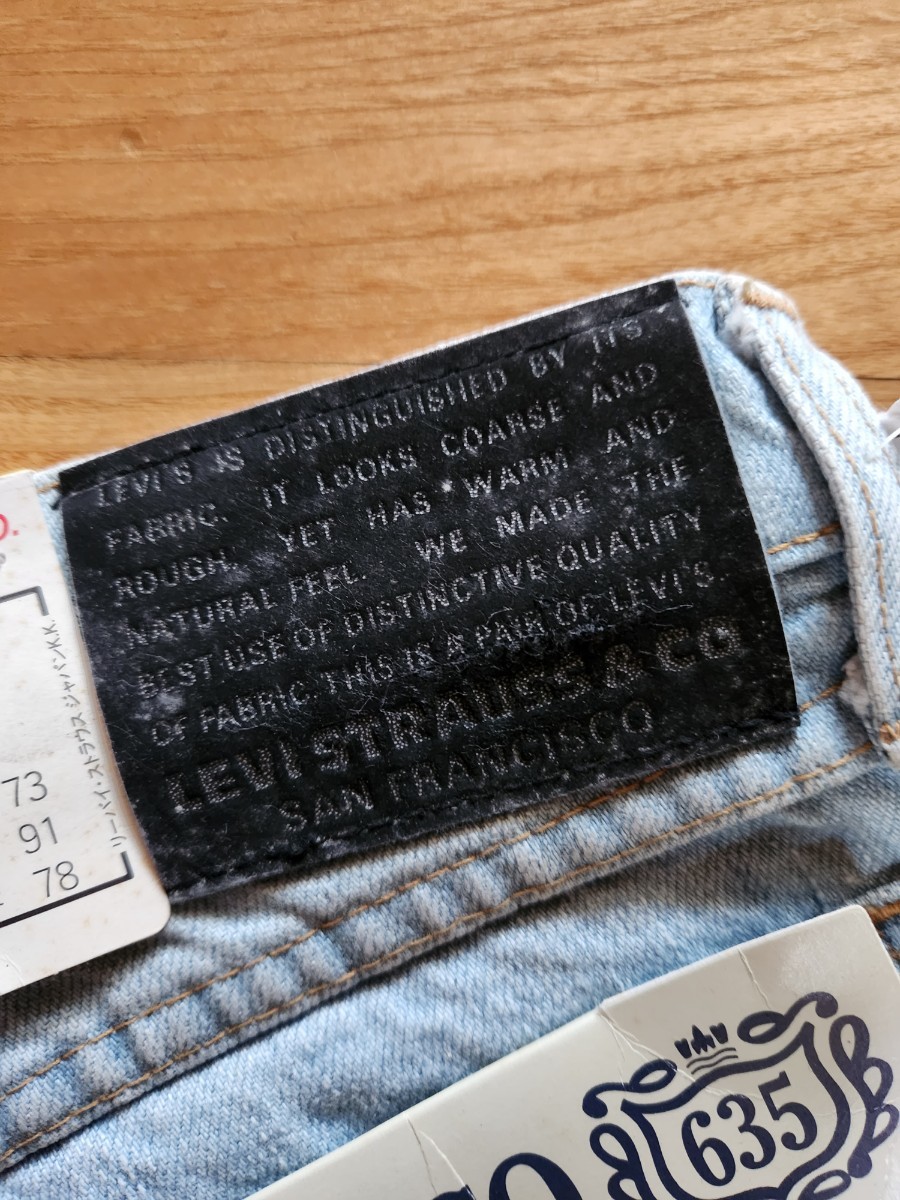 LEVI'S IS DISTINGUISHED BY ITS
FABRIC. IT LOOKS COARSE AND
ROUGH. YET HAS WARM AND
NATURAL FEEL. WE MADE THE
BEST USE OF DISTINCTIVE QUALITY
OF FABRIC. THIS IS A PAIR OF LEVI'S
LEVI STRAUSS & CO
SAN FRANCISCO
リーバイ・ストラウス ジャパンK.K.
73
91
78
635